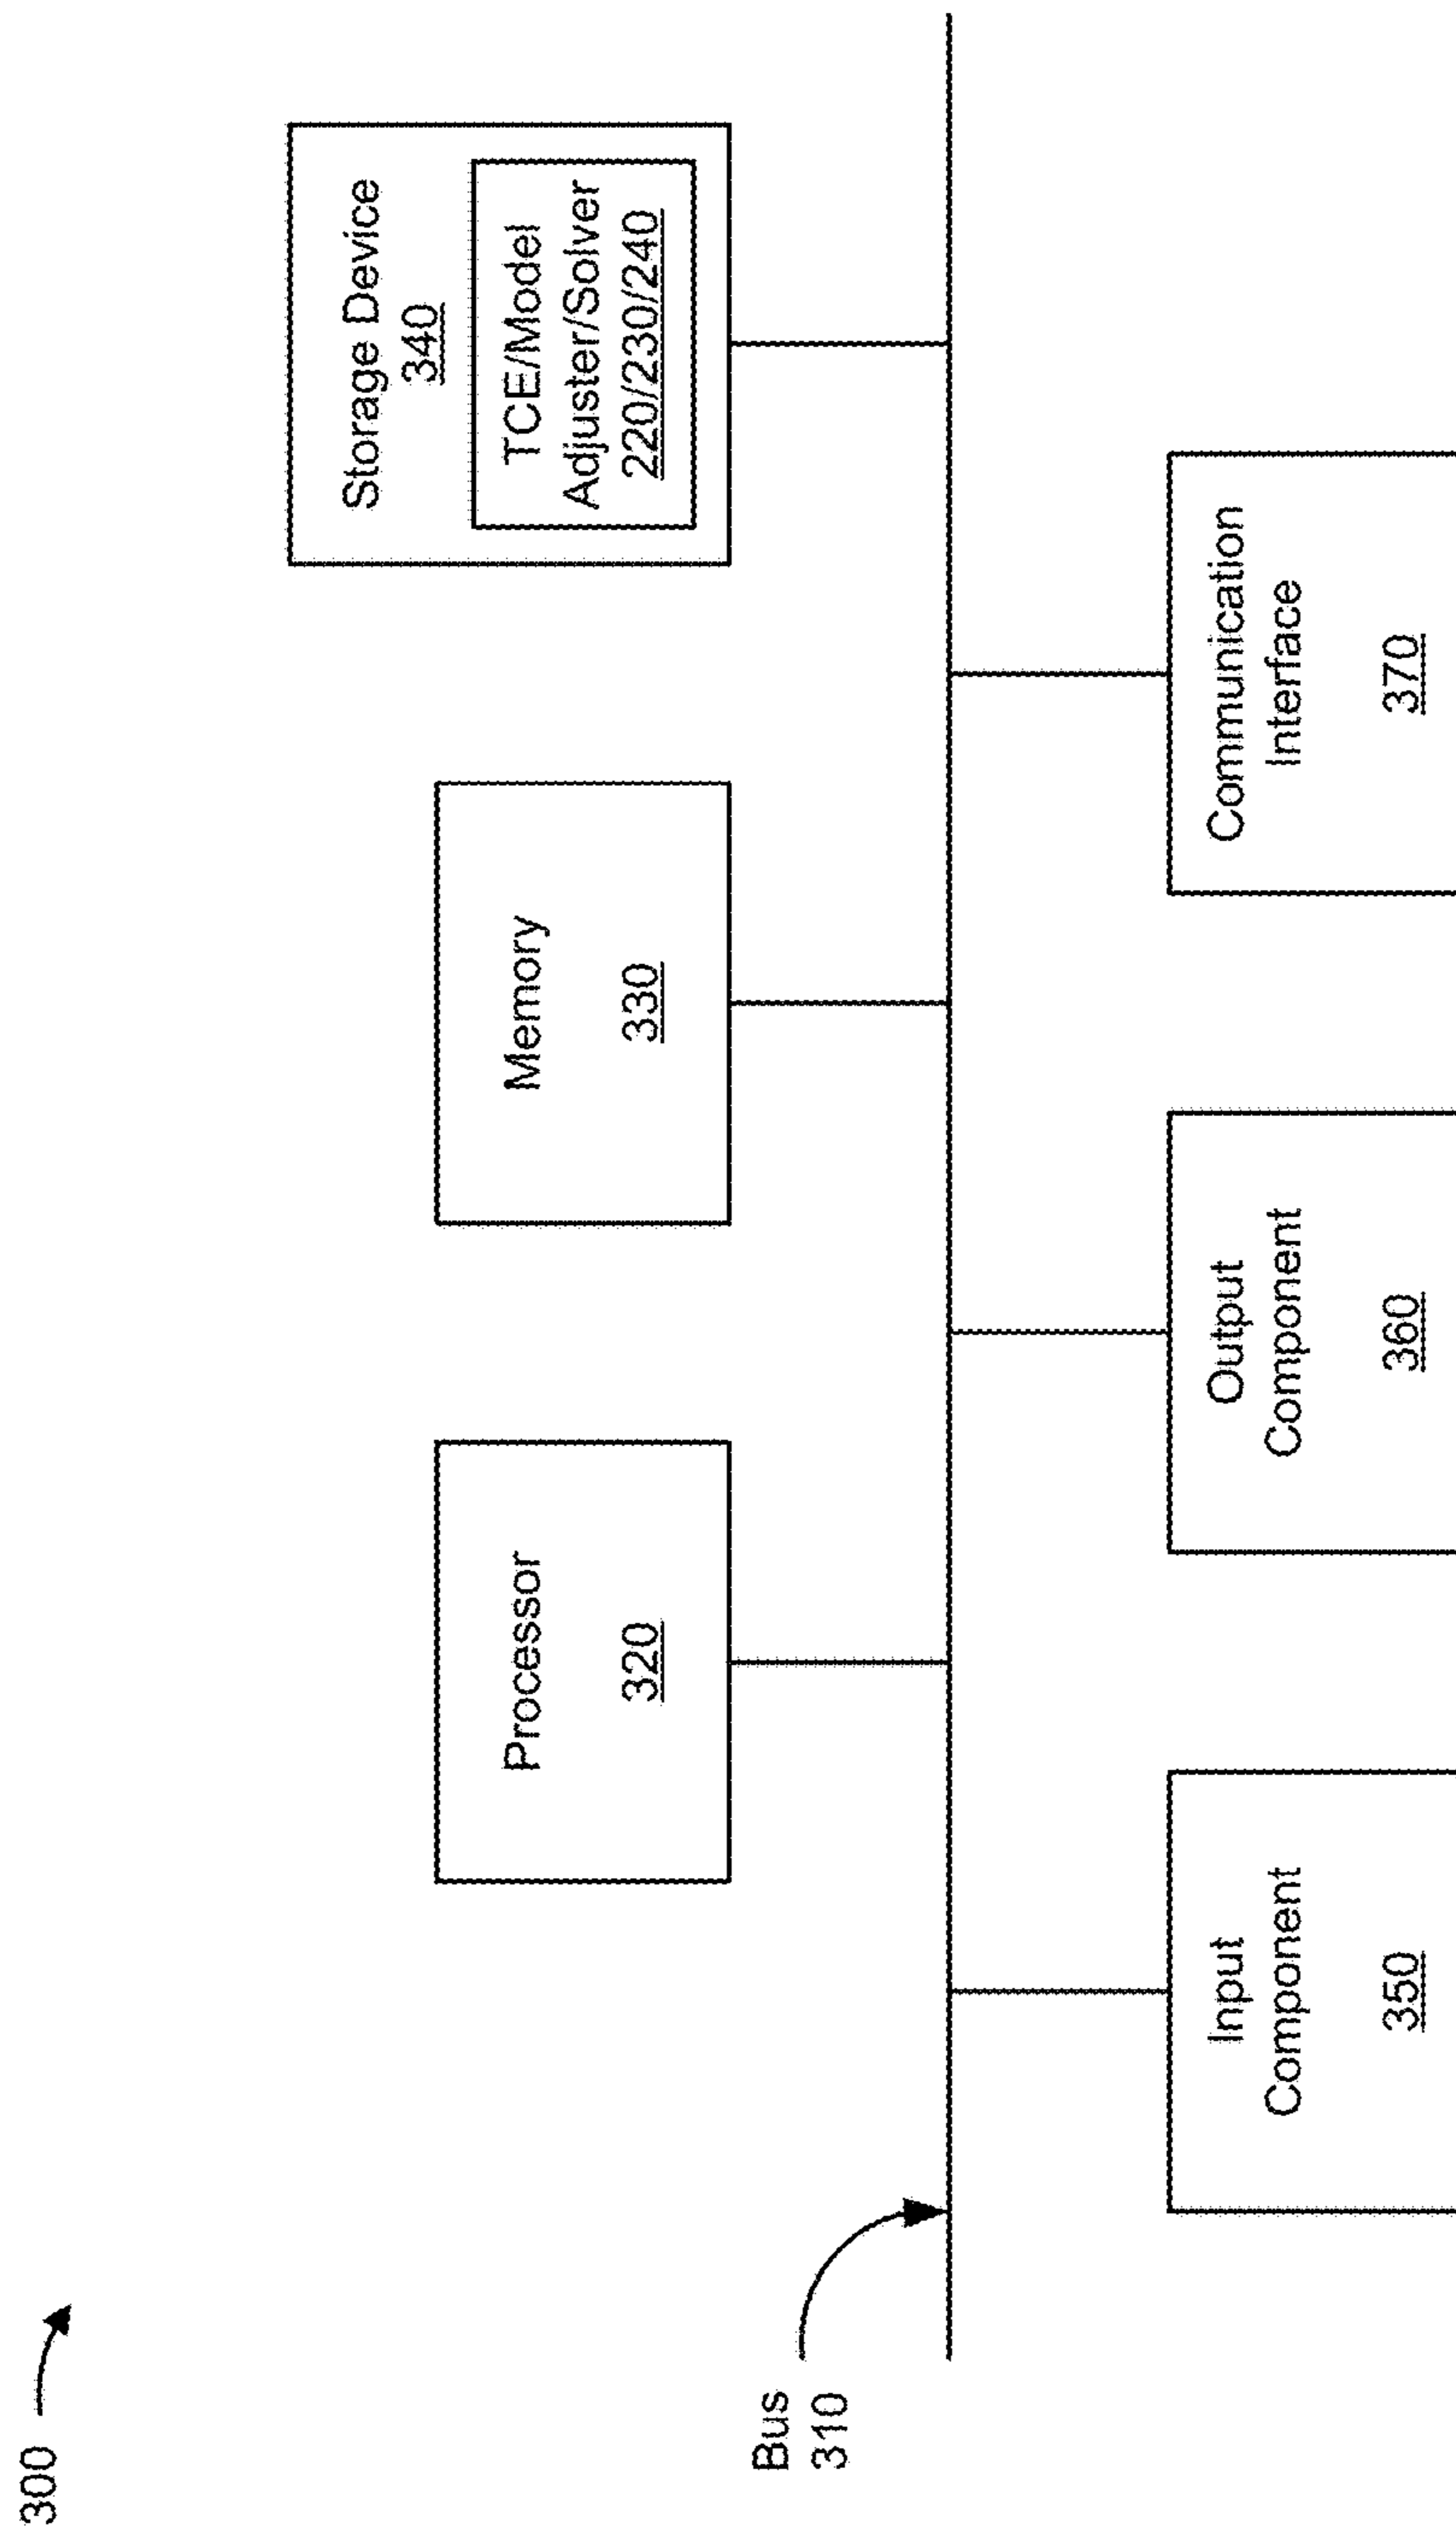 300
Bus
310
Processor
320
Memory
330
Storage Device
340
TCE/Model
Adjuster/Solver
220/230/240
Input
Component
350
Output
Component
360
Communication
Interface
370